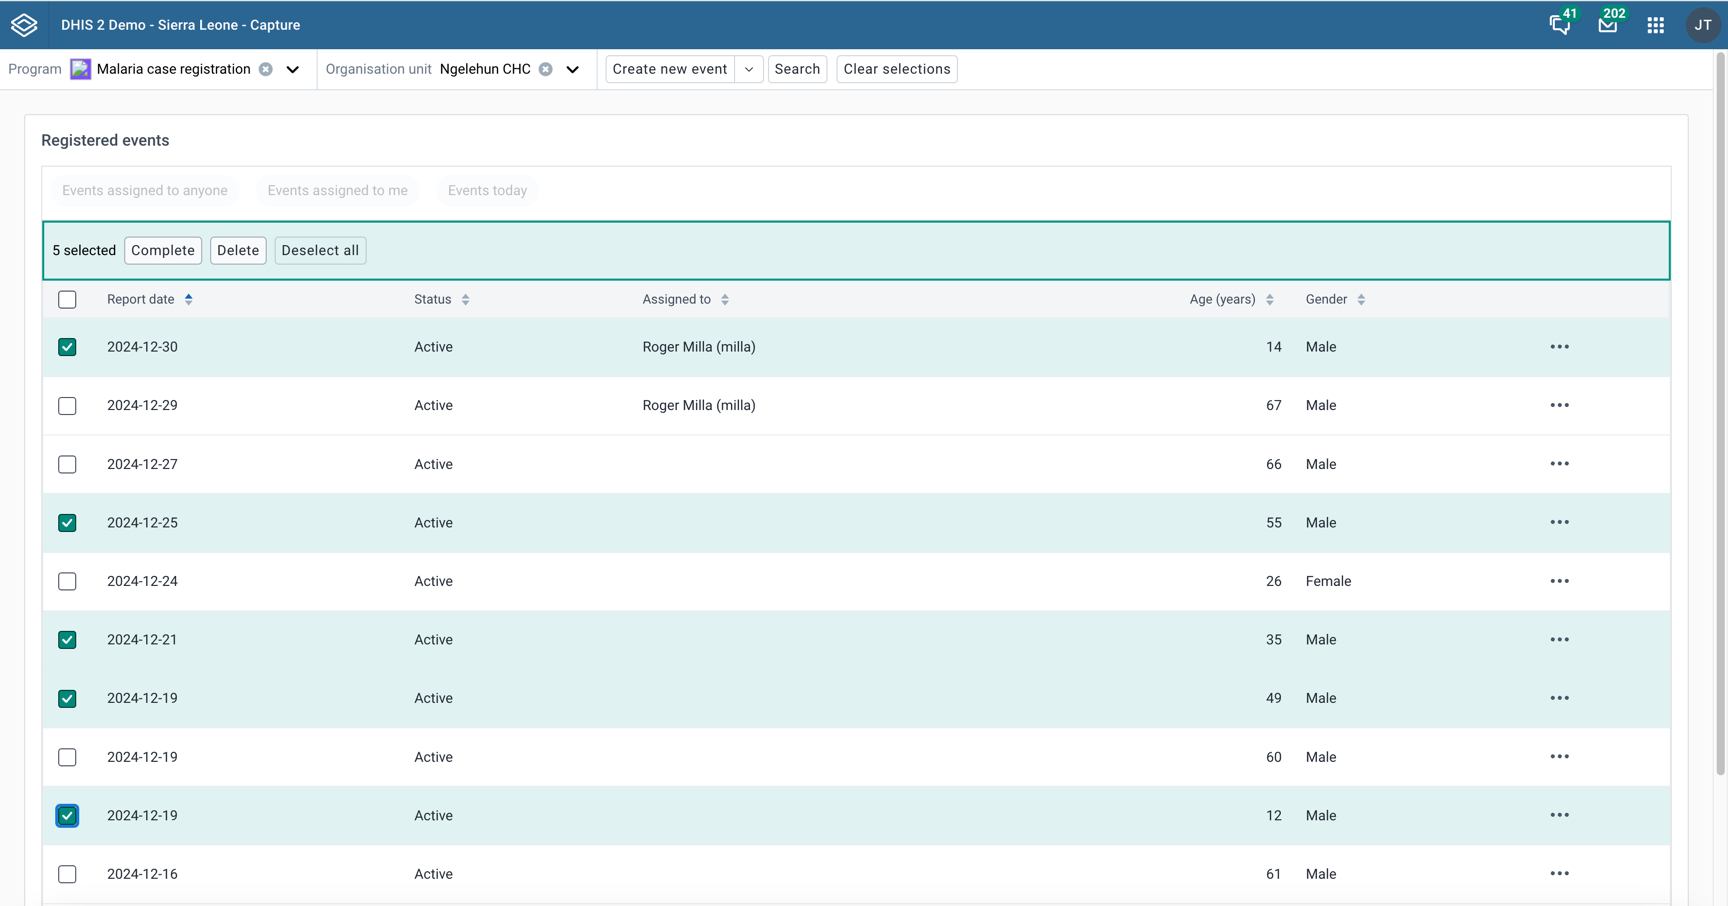 DHIS 2 Demo - Sierra Leone - Capture 41 202 JT
Program Malaria case registration Organisation unit Ngelehun CHC Create new event Search Clear selections
Registered events
Events assigned to anyone Events assigned to me Events today
5 selected Complete Delete Deselect all
Report date Status Assigned to Age (years) Gender
2024-12-30 Active Roger Milla (milla) 14 Male
2024-12-29 Active Roger Milla (milla) 67 Male
2024-12-27 Active 66 Male
2024-12-25 Active 55 Male
2024-12-24 Active 26 Female
2024-12-21 Active 35 Male
2024-12-19 Active 49 Male
2024-12-19 Active 60 Male
2024-12-19 Active 12 Male
2024-12-16 Active 61 Male